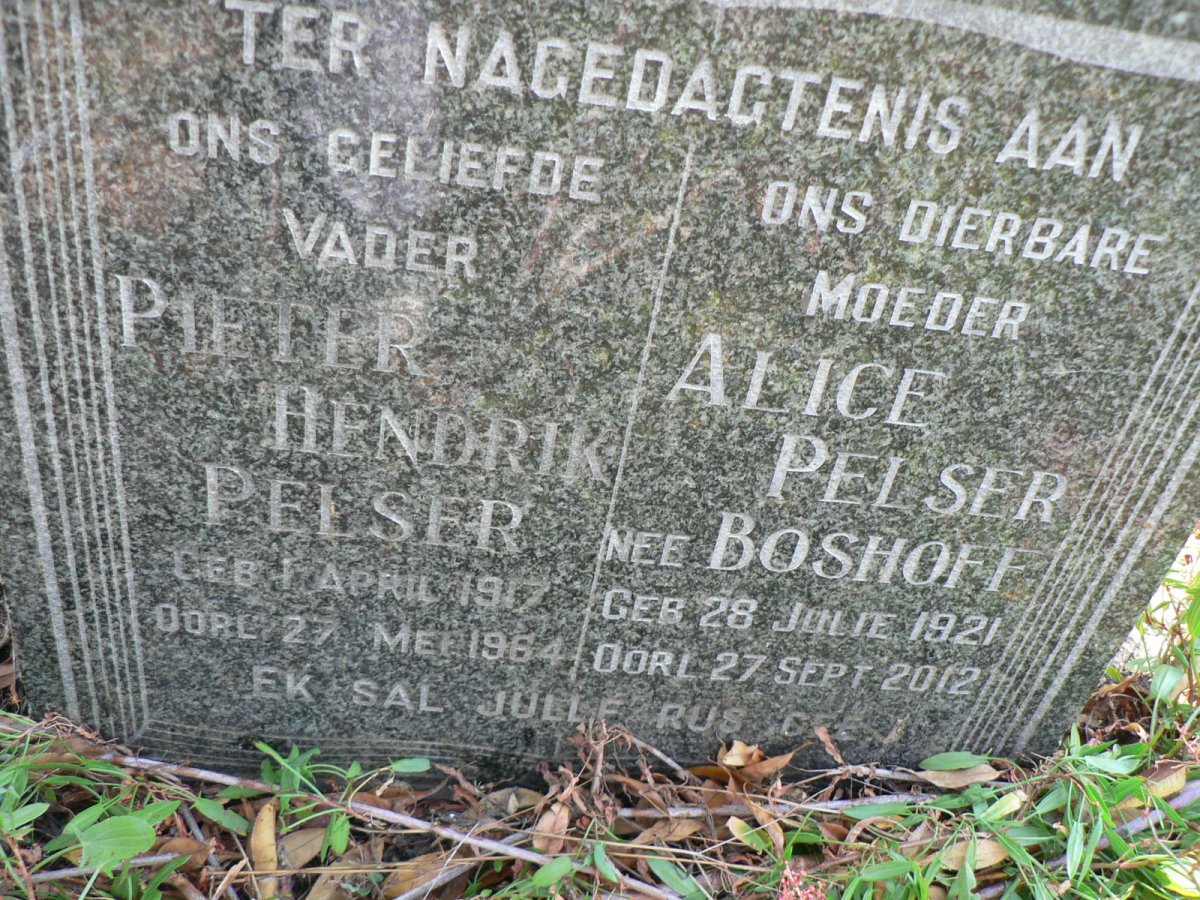 TER NAGEDAGTENIS AAN
ONS GELIEFDE
VADER
PIETER
HENDRIK
PELSER
GEB 1 APRIL 1917
OORL 27 MEI 1964
ONS DIERBARE
MOEDER
ALICE
PELSER
NEE BOSHOFF
GEB 28 JULIE 1921
OORL 27 SEPT 2012
EK SAL JULLE RUS GEE